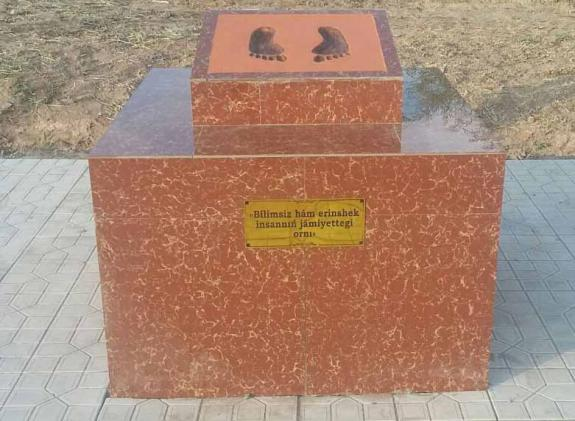 «Bilimsiz hám erinshek
insannıń jámiyettegi
ornı»